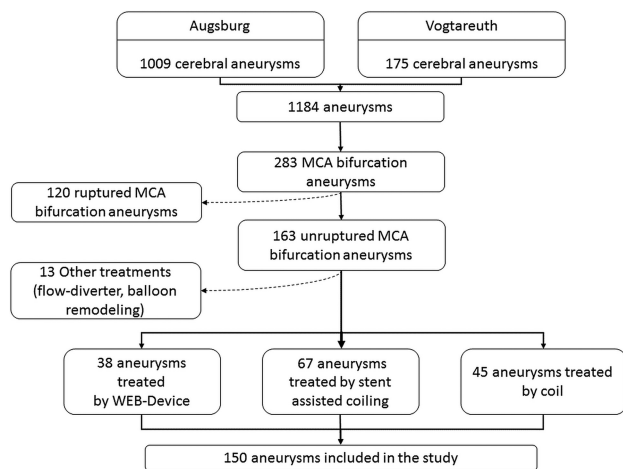 Augsburg
1009 cerebral aneurysms
Vogtareuth
175 cerebral aneurysms
1184 aneurysms
283 MCA bifurcation
aneurysms
120 ruptured MCA
bifurcation aneurysms
163 unruptured MCA
bifurcation aneurysms
13 Other treatments
(flow-diverter, balloon
remodeling)
38 aneurysms
treated
by WEB-Device
67 aneurysms
treated by stent
assisted coiling
45 aneurysms treated
by coil
150 aneurysms included in the study